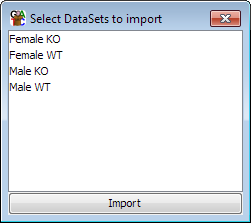 Select DataSets to import
Female KO
Female WT
Male KO
Male WT
Import